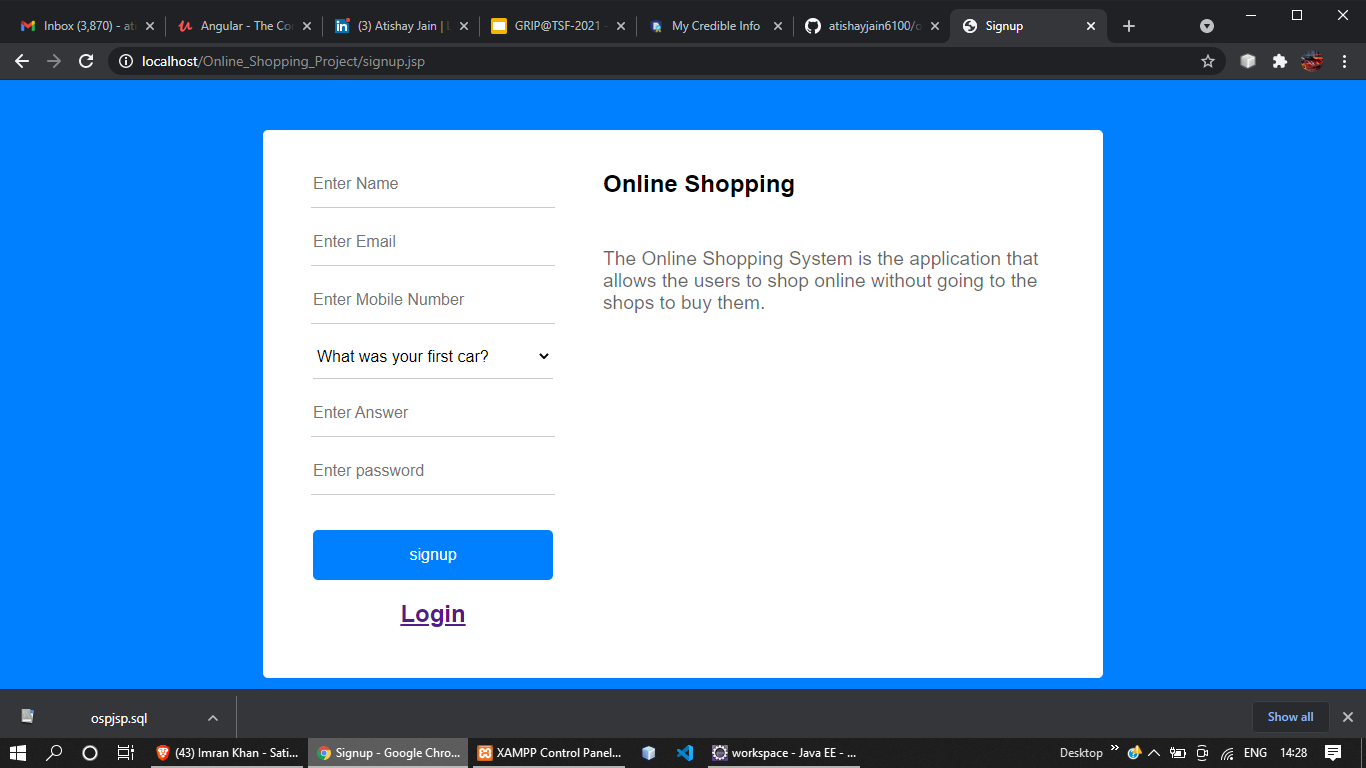 Inbox (3,870) - at
Angular - The Co
(3) Atishay Jain |
GRIP@TSF-2021 -
My Credible Info
atishayjain6100/o
Signup
localhost/Online_Shopping_Project/signup.jsp
Enter Name
Enter Email
Enter Mobile Number
What was your first car?
Enter Answer
Enter password
signup
Login
Online Shopping
The Online Shopping System is the application that
allows the users to shop online without going to the
shops to buy them.
ospjsp.sql
Show all
(43) Imran Khan - Sati...
Signup - Google Chro...
XAMPP Control Panel...
workspace - Java EE - ...
Desktop
ENG
14:28